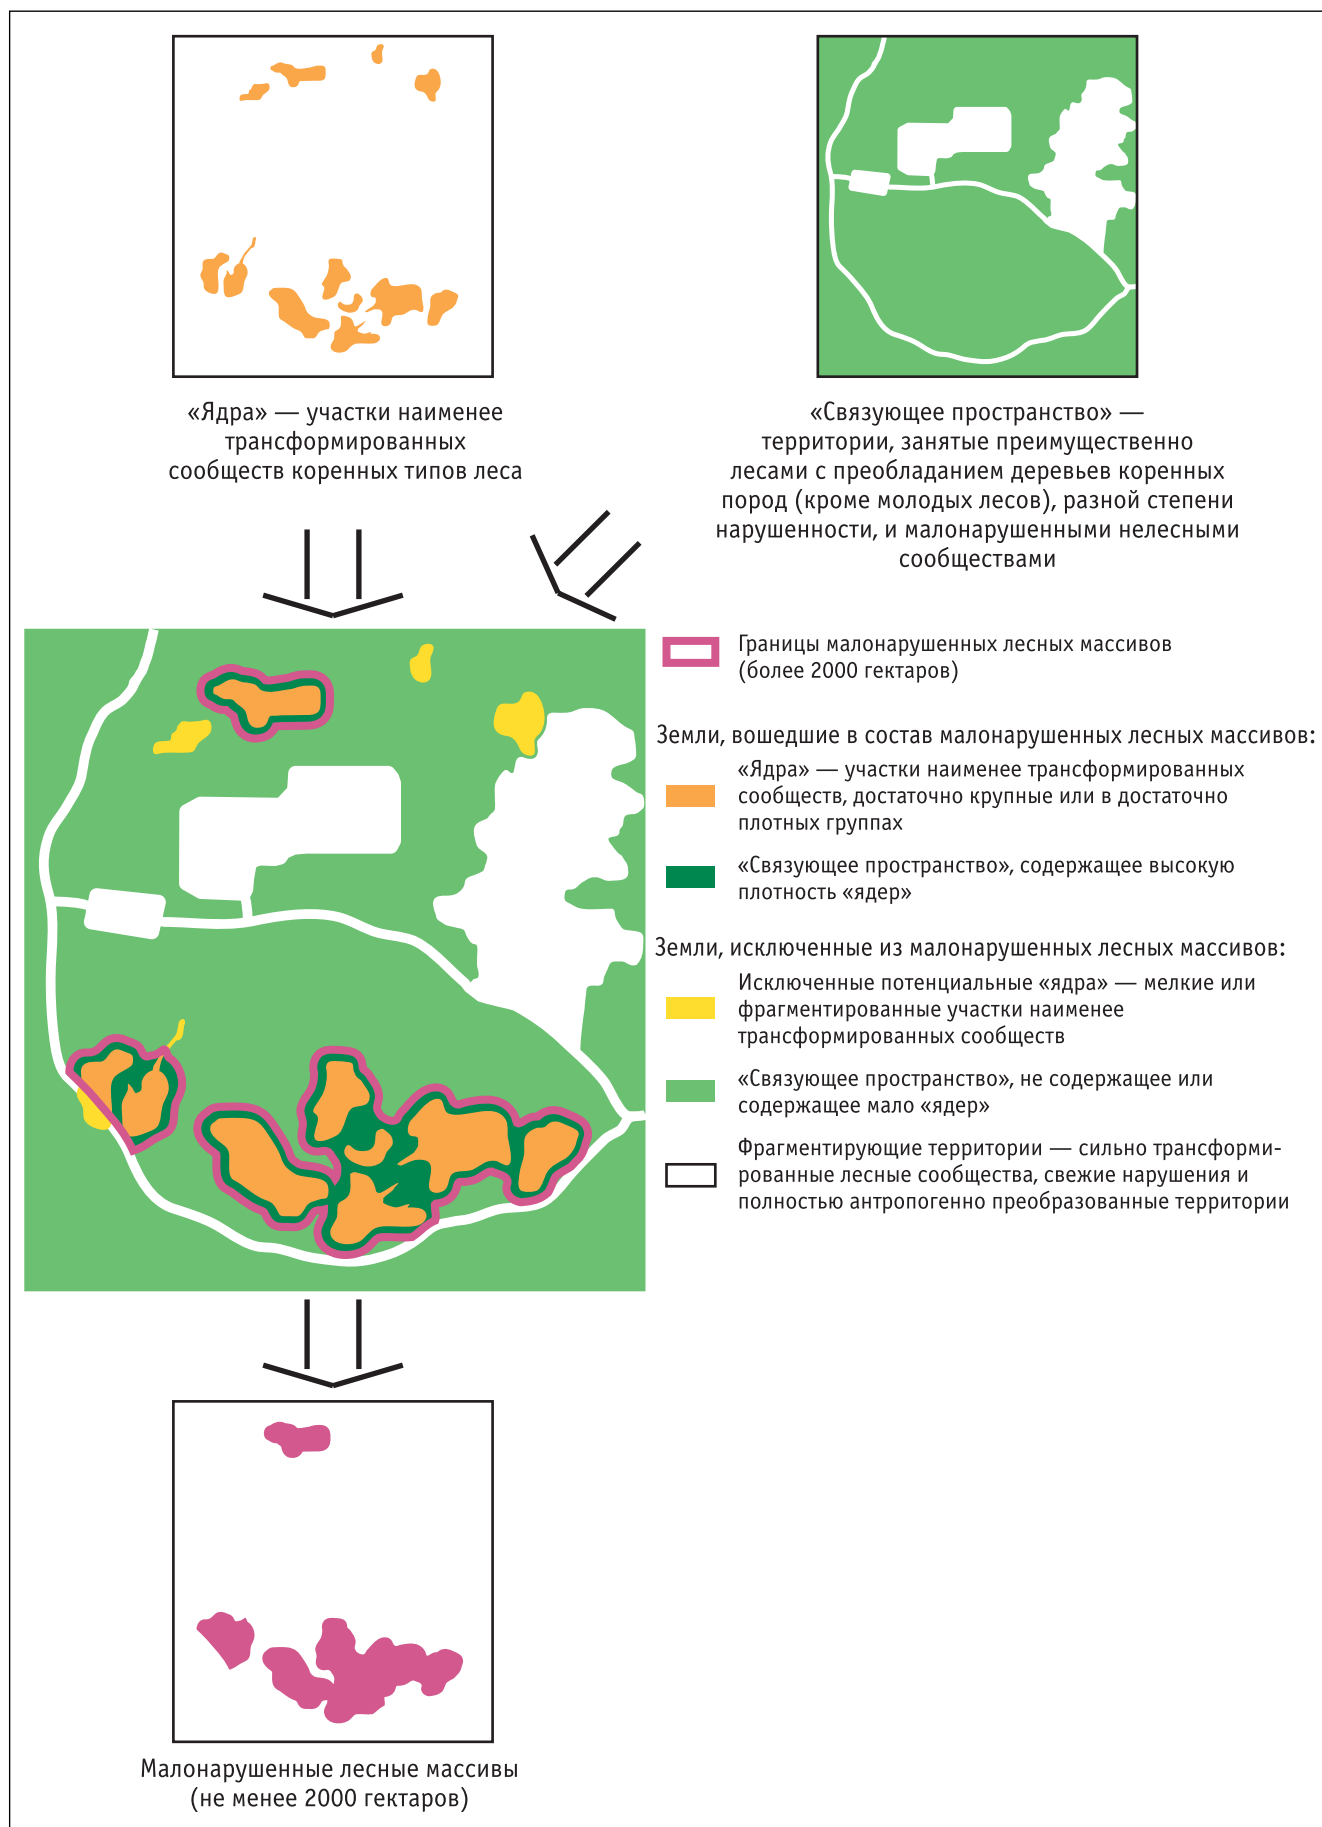 «Ядра» — участки наименее
трансформированных
сообществ коренных типов леса
«Связующее пространство» —
территории, занятые преимущественно
лесами с преобладанием деревьев коренных
пород (кроме молодых лесов), разной степени
нарушенности, и малонарушенными нелесными
сообществами
Границы малонарушенных лесных массивов
(более 2000 гектаров)
Земли, вошедшие в состав малонарушенных лесных массивов:
«Ядра» — участки наименее трансформированных
сообществ, достаточно крупные или в достаточно
плотных группах
«Связующее пространство», содержащее высокую
плотность «ядер»
Земли, исключенные из малонарушенных лесных массивов:
Исключенные потенциальные «ядра» — мелкие или
фрагментированные участки наименее
трансформированных сообществ
«Связующее пространство», не содержащее или
содержащее мало «ядер»
Фрагментирующие территории — сильно трансформи-
рованные лесные сообщества, свежие нарушения и
полностью антропогенно преобразованные территории
Малонарушенные лесные массивы
(не менее 2000 гектаров)